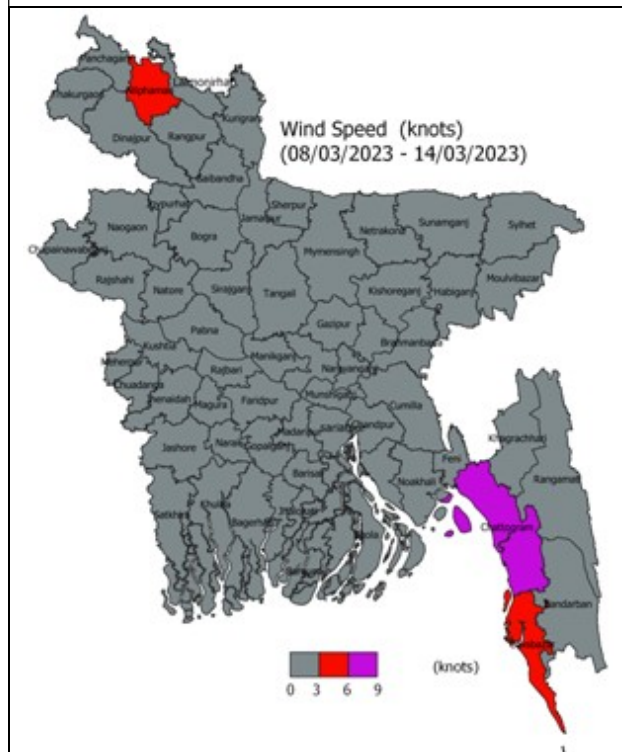 Panchagarh
Lalmonirhat
Nilphamari
Thakurgaon
Kurigram
Dinajpur
Rangpur
Wind Speed (knots)
(08/03/2023 - 14/03/2023)
Gaibandha
Joypurhat
Sherpur
Jamalpur
Naogaon
Netrakona
Sunamganj
Sylhet
Bogra
Mymensingh
Chapainawabganj
Rajshahi
Natore
Sirajganj
Tangail
Kishoreganj
Habiganj
Moulvibazar
Gazipur
Pabna
Brahmanbaria
Kushtia
Manikganj
Meherpur
Rajbari
Narayanganj
Chuadanga
Jhenaidah
Magura
Faridpur
Munshiganj
Cumilla
Khagrachhari
Chandpur
Madaripur
Jashore
Narail
Gopalganj
Feni
Rangamati
Barisal
Noakhali
Satkhira
Khulna
Bagerhat
Bhola
Chattogram
Bandarban
(knots)
0 3 6 9